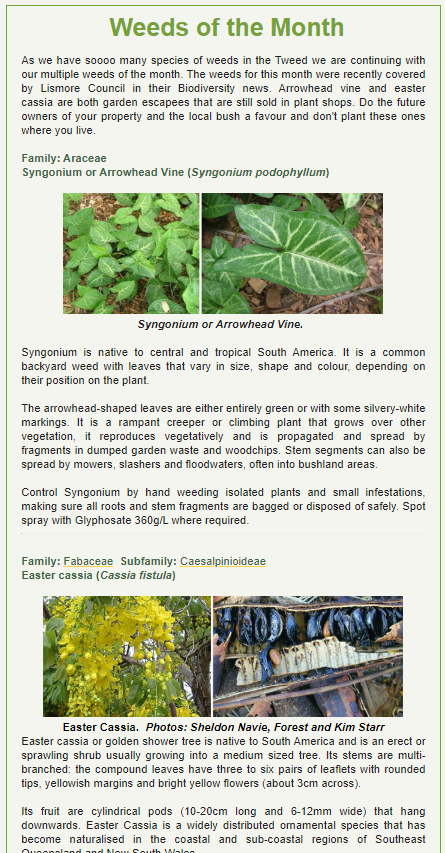 Weeds of the Month
As we have soooo many species of weeds in the Tweed we are continuing with
our multiple weeds of the month. The weeds for this month were recently covered
by Lismore Council in their Biodiversity news. Arrowhead vine and easter
cassia are both garden escapees that are still sold in plant shops. Do the future
owners of your property and the local bush a favour and don't plant these ones
where you live.
Family: Araceae
Syngonium or Arrowhead Vine (Syngonium podophyllum)
Syngonium or Arrowhead Vine.
Syngonium is native to central and tropical South America. It is a common
backyard weed with leaves that vary in size, shape and colour, depending on
their position on the plant.
The arrowhead-shaped leaves are either entirely green or with some silvery-white
markings. It is a rampant creeper or climbing plant that grows over other
vegetation, it reproduces vegetatively and is propagated and spread by
fragments in dumped garden waste and woodchips. Stem segments can also be
spread by mowers, slashers and floodwaters, often into bushland areas.
Control Syngonium by hand weeding isolated plants and small infestations,
making sure all roots and stem fragments are bagged or disposed of safely. Spot
spray with Glyphosate 360g/L where required.
Family: Fabaceae Subfamily: Caesalpinioideae
Easter cassia (Cassia fistula)
Easter Cassia. Photos: Sheldon Navie, Forest and Kim Starr
Easter cassia or golden shower tree is native to South America and is an erect or
sprawling shrub usually growing into a medium sized tree. Its stems are multi-
branched: the compound leaves have three to six pairs of leaflets with rounded
tips, yellowish margins and bright yellow flowers (about 3cm across).
Its fruit are cylindrical pods (10-20cm long and 6-12mm wide) that hang
downwards. Easter Cassia is a widely distributed ornamental species that has
become naturalised in the coastal and sub-coastal regions of Southeast
Queensland and New South Wales.